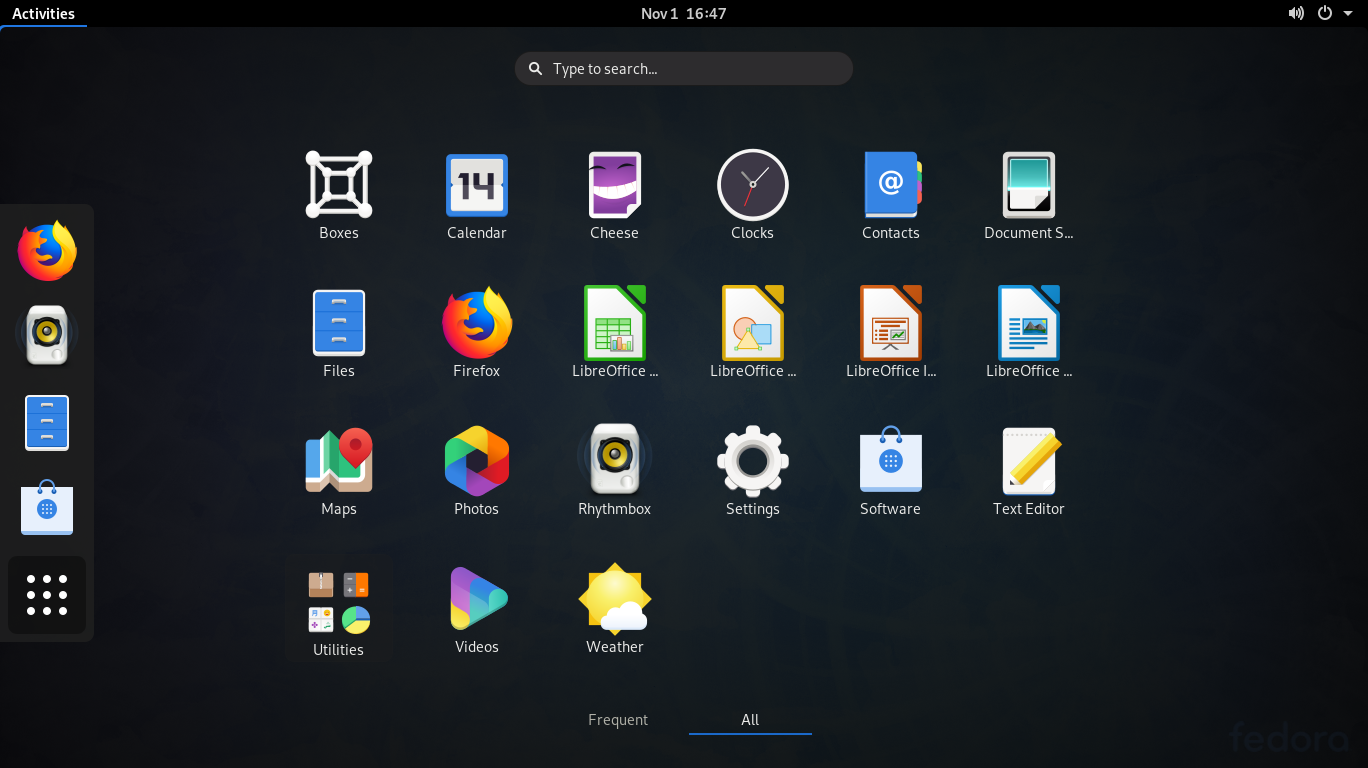 Activities
Nov 1 16:47
Type to search...
14
@
Boxes
Calendar
Cheese
Clocks
Contacts
Document S...
Files
Firefox
LibreOffice ...
LibreOffice ...
LibreOffice I...
LibreOffice ...
Maps
Photos
Rhythmbox
Settings
Software
Text Editor
Utilities
Videos
Weather
Frequent
All
fedora